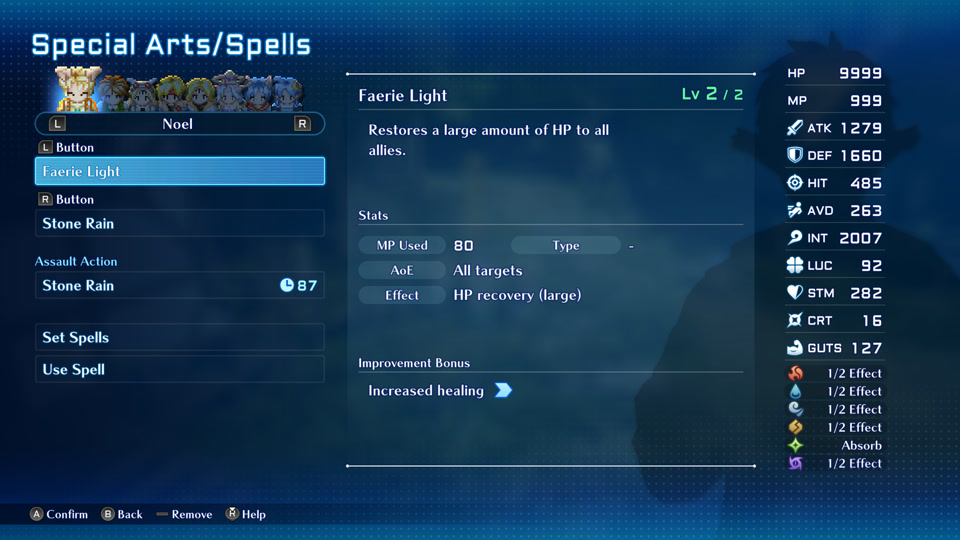 Special Arts/Spells
L Noel R
L Button
Faerie Light
R Button
Stone Rain
Assault Action
Stone Rain 87
Set Spells
Use Spell
Faerie Light Lv 2 / 2
Restores a large amount of HP to all
allies.
Stats
MP Used 80 Type -
AoE All targets
Effect HP recovery (large)
Improvement Bonus
Increased healing
HP 9999
MP 999
ATK 1279
DEF 1660
HIT 485
AVD 263
INT 2007
LUC 92
STM 282
CRT 16
GUTS 127
1/2 Effect
1/2 Effect
1/2 Effect
1/2 Effect
Absorb
1/2 Effect
A Confirm B Back Remove R Help